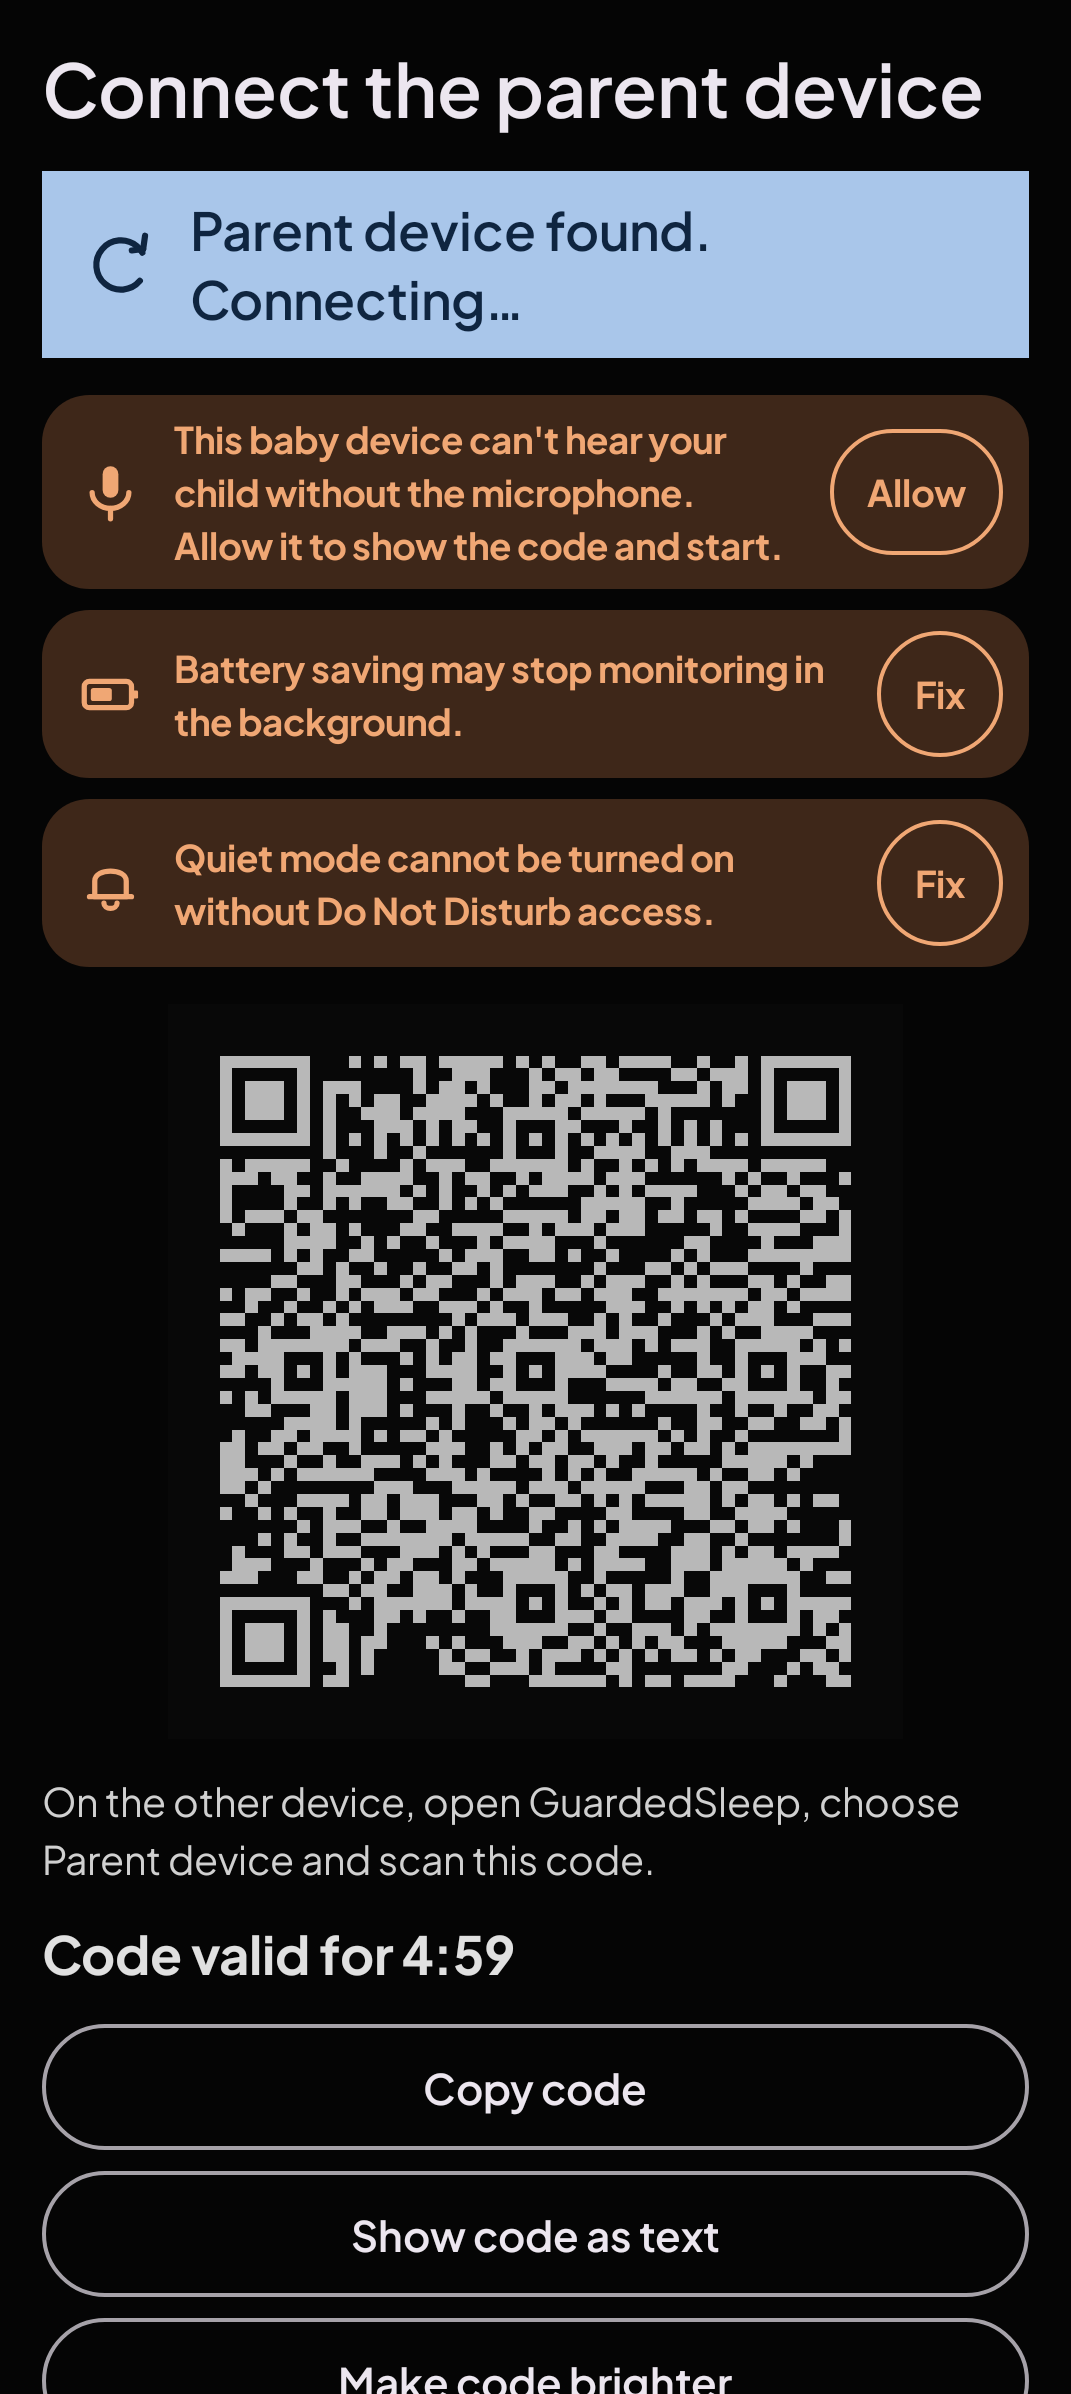 Connect the parent device
Parent device found.
Connecting...
This baby device can't hear your
child without the microphone.
Allow it to show the code and start.
Allow
Battery saving may stop monitoring in
the background.
Fix
Quiet mode cannot be turned on
without Do Not Disturb access.
Fix
On the other device, open GuardedSleep, choose
Parent device and scan this code.
Code valid for 4:59
Copy code
Show code as text
Make code brighter